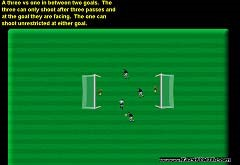 A three vs one in between two goals. The
three can only shoot after three passes and
at the goal they are facing. The one can
shoot unrestricted at either goal.